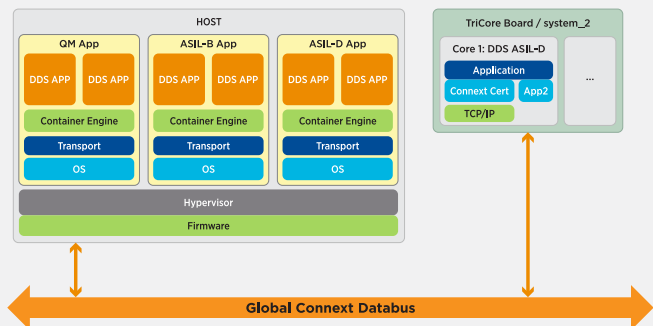 HOST
QM App
ASIL-B App
ASIL-D App
DDS APP DDS APP
DDS APP DDS APP
DDS APP DDS APP
Container Engine
Container Engine
Container Engine
Transport
Transport
Transport
OS
OS
OS
Hypervisor
Firmware
TriCore Board / system_2
Core 1: DDS ASIL-D
Application
Connext Cert
App2
TCP/IP
...
Global Connext Databus